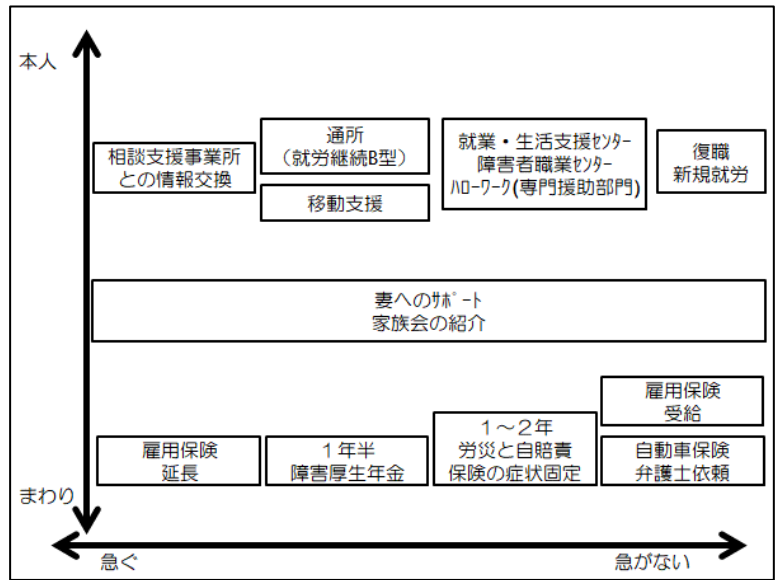 本人
相談支援事業所
との情報交換
通所
（就労継続B型）
移動支援
就業・生活支援ｾﾝﾀｰ
障害者職業ｾﾝﾀｰ
ﾊﾛｰﾜｰｸ(専門援助部門)
復職
新規就労
妻へのｻﾎﾟｰﾄ
家族会の紹介
雇用保険
延長
１年半
障害厚生年金
１～２年
労災と自賠責
保険の症状固定
雇用保険
受給
自動車保険
弁護士依頼
まわり
急ぐ
急がない